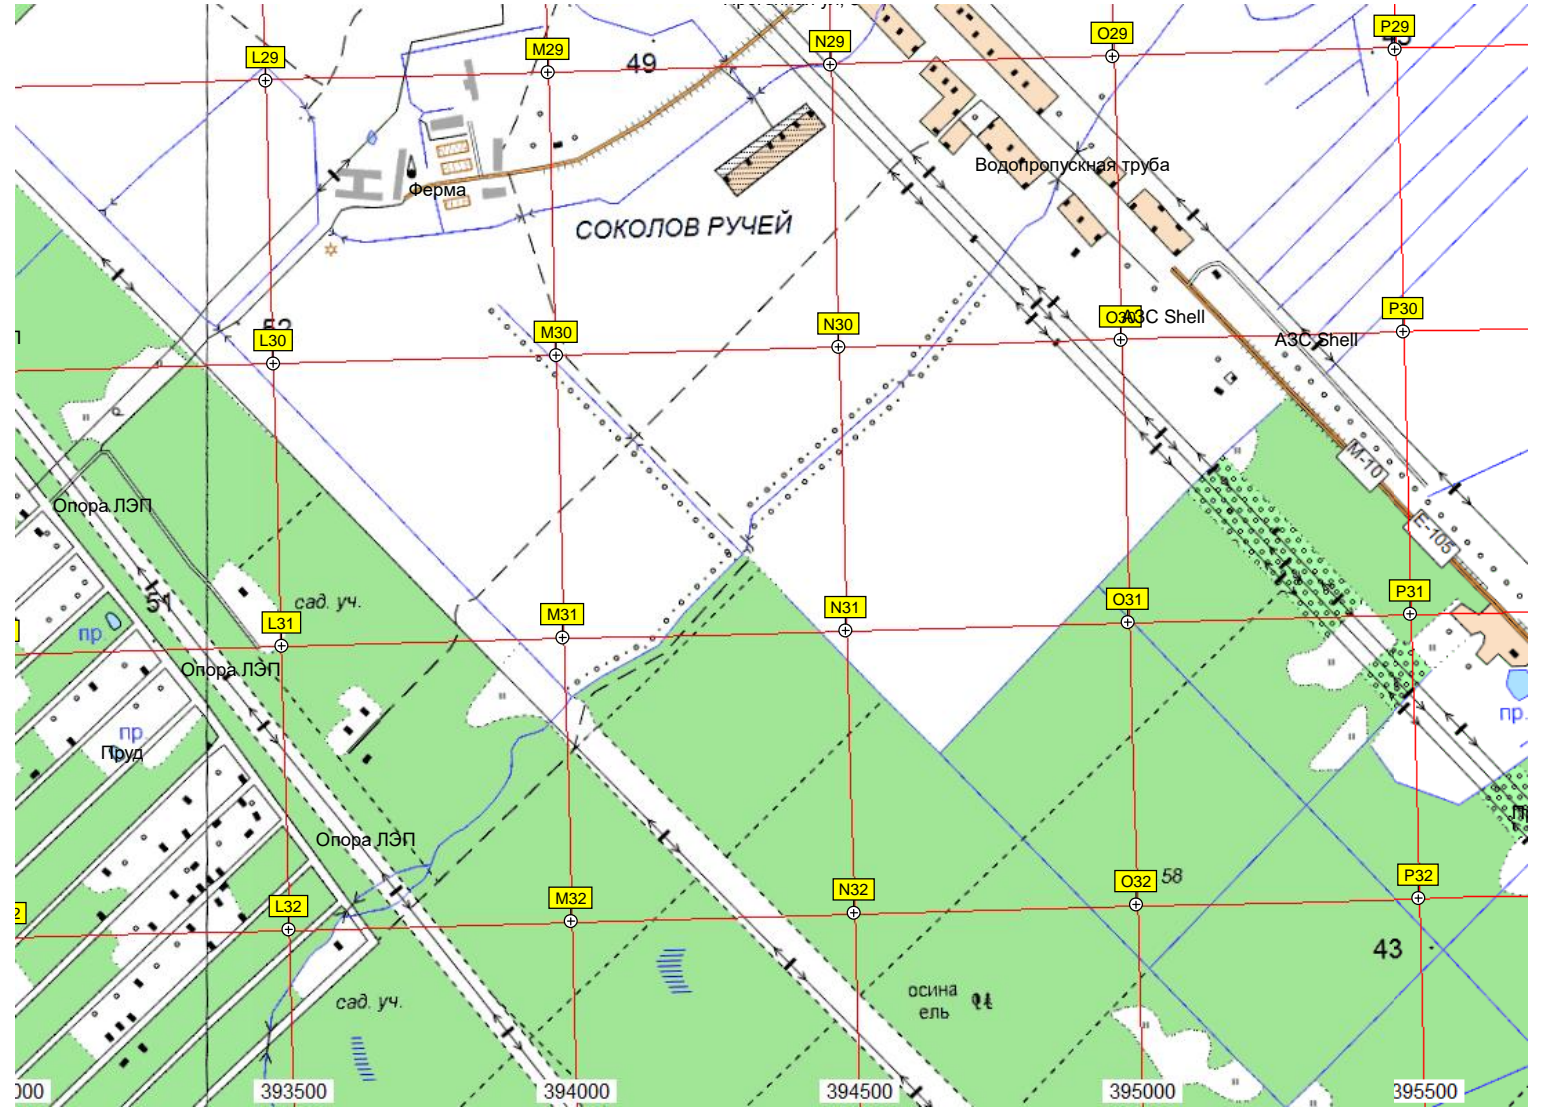 P29
O29
N29
L29
M29
49
Водопропускная труба
Ферма
СОКОЛОВ РУЧЕЙ
P30
N30
АЗС Shell
M30
L30
52
АЗС Shell
M-10
Опора ЛЭП
E-105
51
сад. уч.
O31
P31
N31
M31
L31
пр.
Опора ЛЭП
пр.
пр.
Пруд
Опора ЛЭП
P32
O32
58
N32
M32
L32
43
осина
ель
сад. уч.
393500
394000
394500
395000
395500